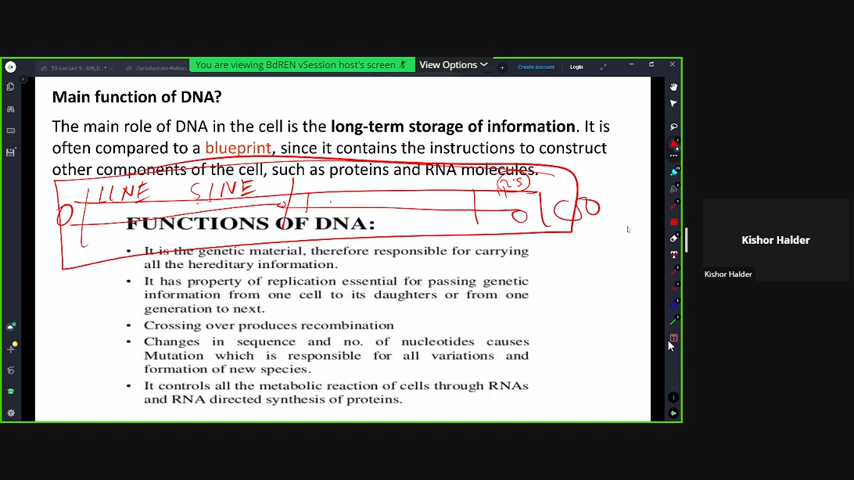 You are viewing BdREN vSession host's screen
View Options
Create account
Login
Main function of DNA?
The main role of DNA in the cell is the long-term storage of information. It is
often compared to a blueprint, since it contains the instructions to construct
other components of the cell, such as proteins and RNA molecules.
LINE SINE
FUNCTIONS OF DNA:
• It is the genetic material, therefore responsible for carrying
all the hereditary information.
• It has property of replication essential for passing genetic
information from one cell to its daughters or from one
generation to next.
• Crossing over produces recombination
• Changes in sequence and no. of nucleotides causes
Mutation which is responsible for all variations and
formation of new species.
• It controls all the metabolic reaction of cells through RNAs
and RNA directed synthesis of proteins.
Kishor Halder
Kishor Halder